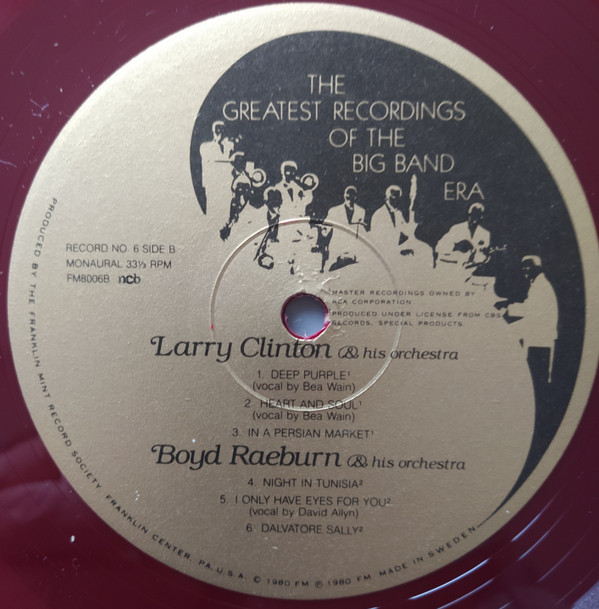 THE
GREATEST RECORDINGS
OF THE
BIG BAND
ERA
RECORD NO. 6 SIDE B
MONAURAL 33⅓ RPM
FM8006B ncb
MASTER RECORDINGS OWNED BY
RCA CORPORATION
PRODUCED UNDER LICENSE FROM CBS
RECORDS, SPECIAL PRODUCTS
Larry Clinton & his orchestra
1. DEEP PURPLE¹
(vocal by Bea Wain)
2. HEART AND SOUL¹
(vocal by Bea Wain)
3. IN A PERSIAN MARKET¹
Boyd Raeburn & his orchestra
4. NIGHT IN TUNISIA²
5. I ONLY HAVE EYES FOR YOU²
(vocal by David Allyn)
6 DALVATORE SALLY²
PRODUCED BY THE FRANKLIN MINT RECORD SOCIETY, FRANKLIN CENTER, PA. U.S.A. © 1980 FM ℗ 1980 FM. MADE IN SWEDEN